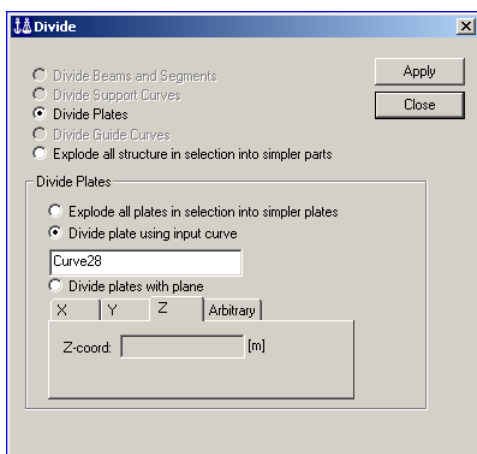 Divide
Divide Beams and Segments
Apply
Divide Support Curves
Divide Plates
Close
Divide Guide Curves
Explode all structure in selection into simpler parts
Divide Plates
Explode all plates in selection into simpler plates
Divide plate using input curve
Curve28
Divide plates with plane
X Y Z Arbitrary
Z-coord: [m]